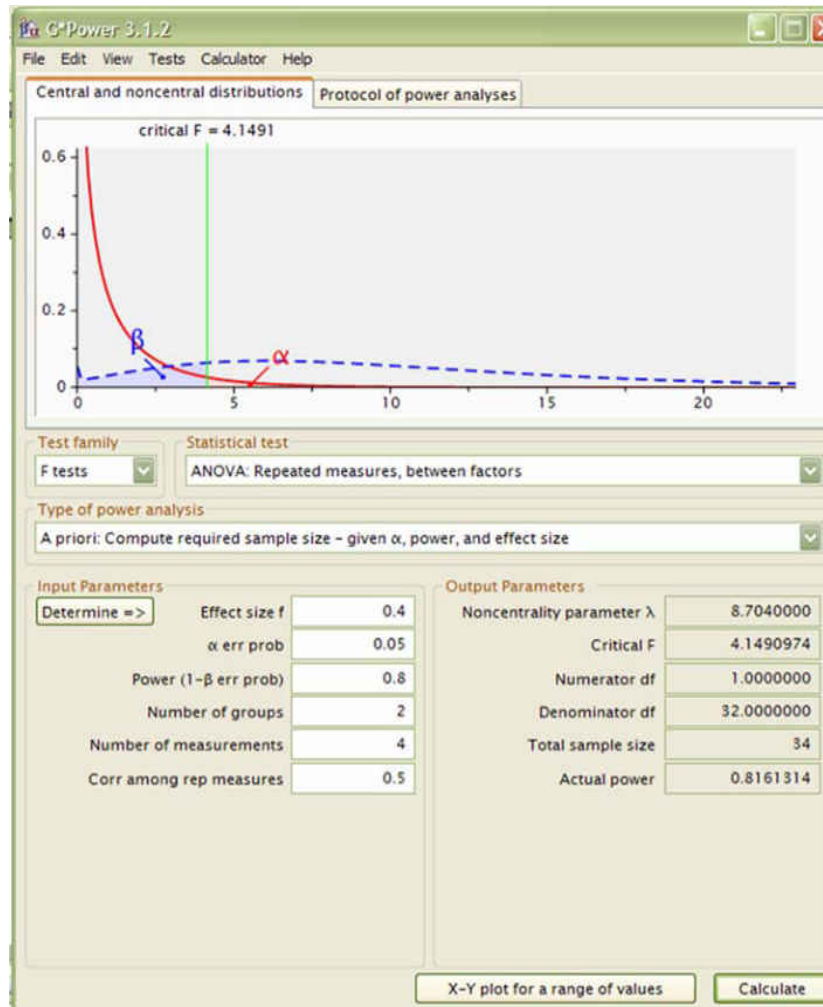 βα G*Power 3.1.2
File Edit View Tests Calculator Help
Central and noncentral distributions Protocol of power analyses
critical F = 4.1491
0.6
0.4
0.2
0
β
α
0 5 10 15 20
Test family Statistical test
F tests ANOVA: Repeated measures, between factors
Type of power analysis
A priori: Compute required sample size - given α, power, and effect size
Input Parameters Output Parameters
Determine => Effect size f 0.4 Noncentrality parameter λ 8.7040000
α err prob 0.05 Critical F 4.1490974
Power (1-β err prob) 0.8 Numerator df 1.0000000
Number of groups 2 Denominator df 32.0000000
Number of measurements 4 Total sample size 34
Corr among rep measures 0.5 Actual power 0.8161314
X-Y plot for a range of values Calculate